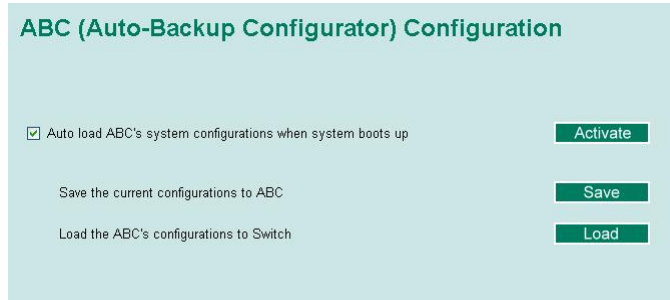 ABC (Auto-Backup Configurator) Configuration
Auto load ABC's system configurations when system boots up Activate
Save the current configurations to ABC Save
Load the ABC's configurations to Switch Load